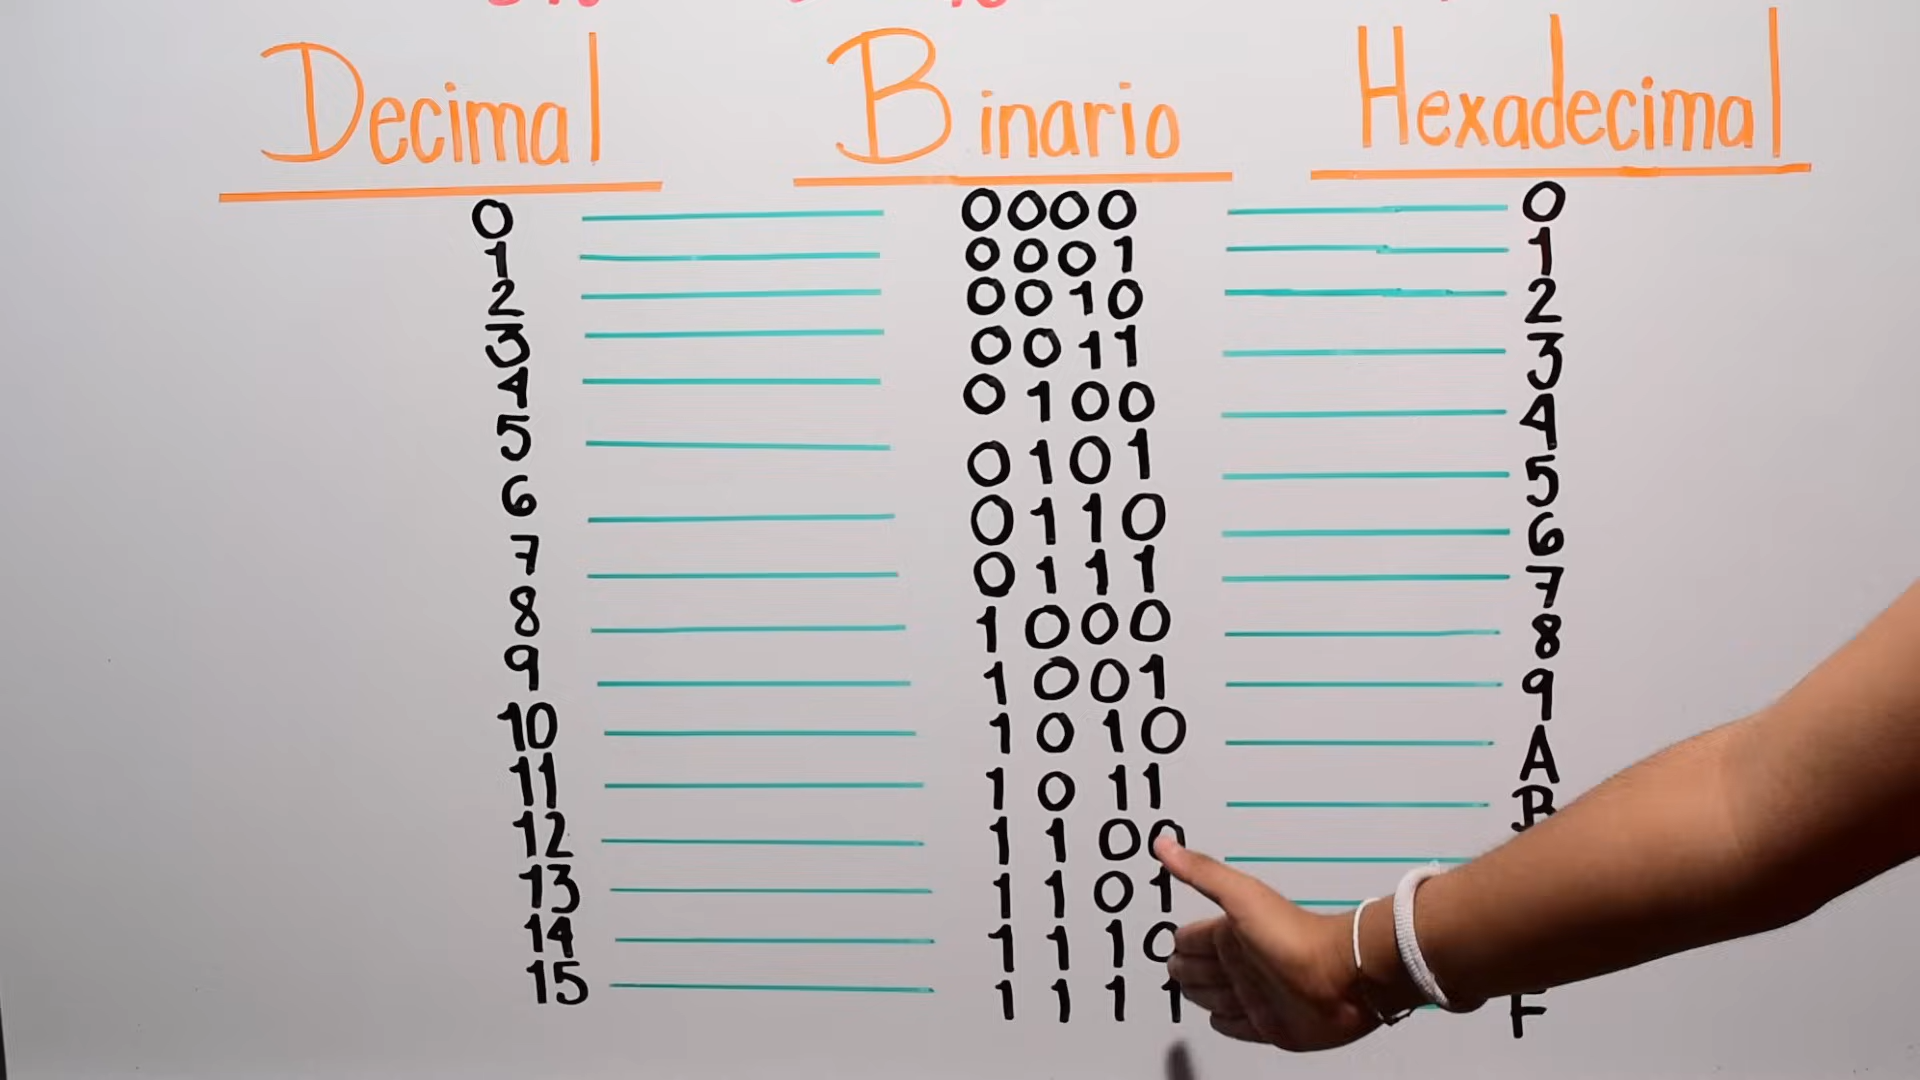 Decimal Binario Hexadecimal
0 0000 0
1 0001 1
2 0010 2
3 0011 3
4 0100 4
5 0101 5
6 0110 6
7 0111 7
8 1000 8
9 1001 9
10 1010 A
11 1011 B
12 1100
13 1101
14 1110
15 1111 F